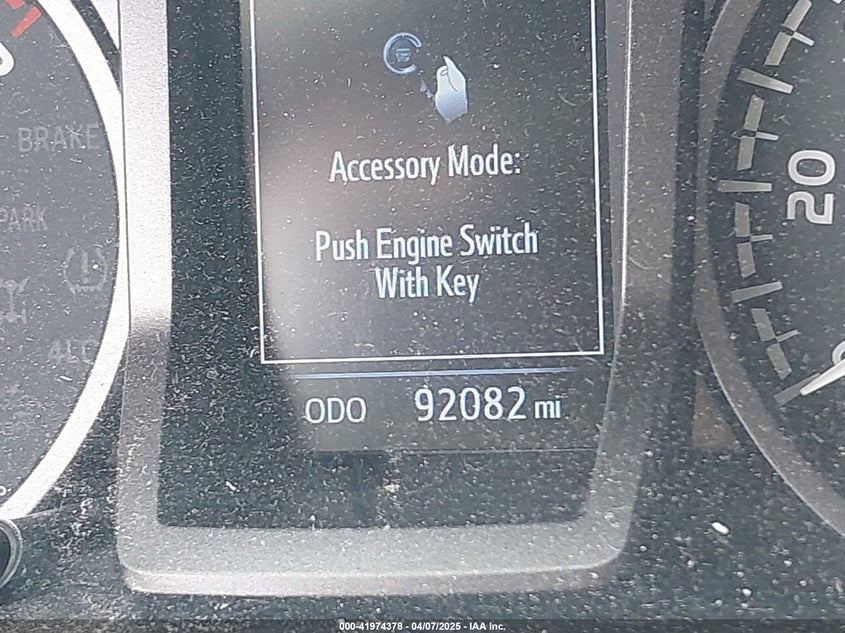 Accessory Mode:
Push Engine Switch
With Key
ODO 92082 mi
BRAKE
PARK
20
000-41974378 - 04/07/2025 - IAA Inc.